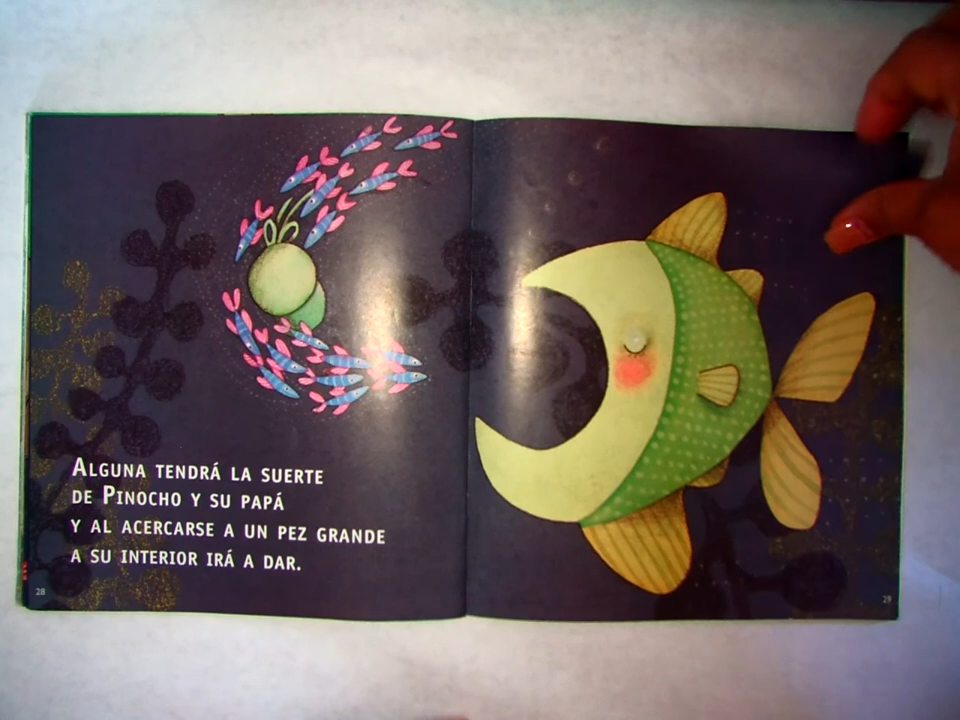 Alguna tendrá la suerte
de Pinocho y su papá
y al acercarse a un pez grande
a su interior irá a dar.
28
29